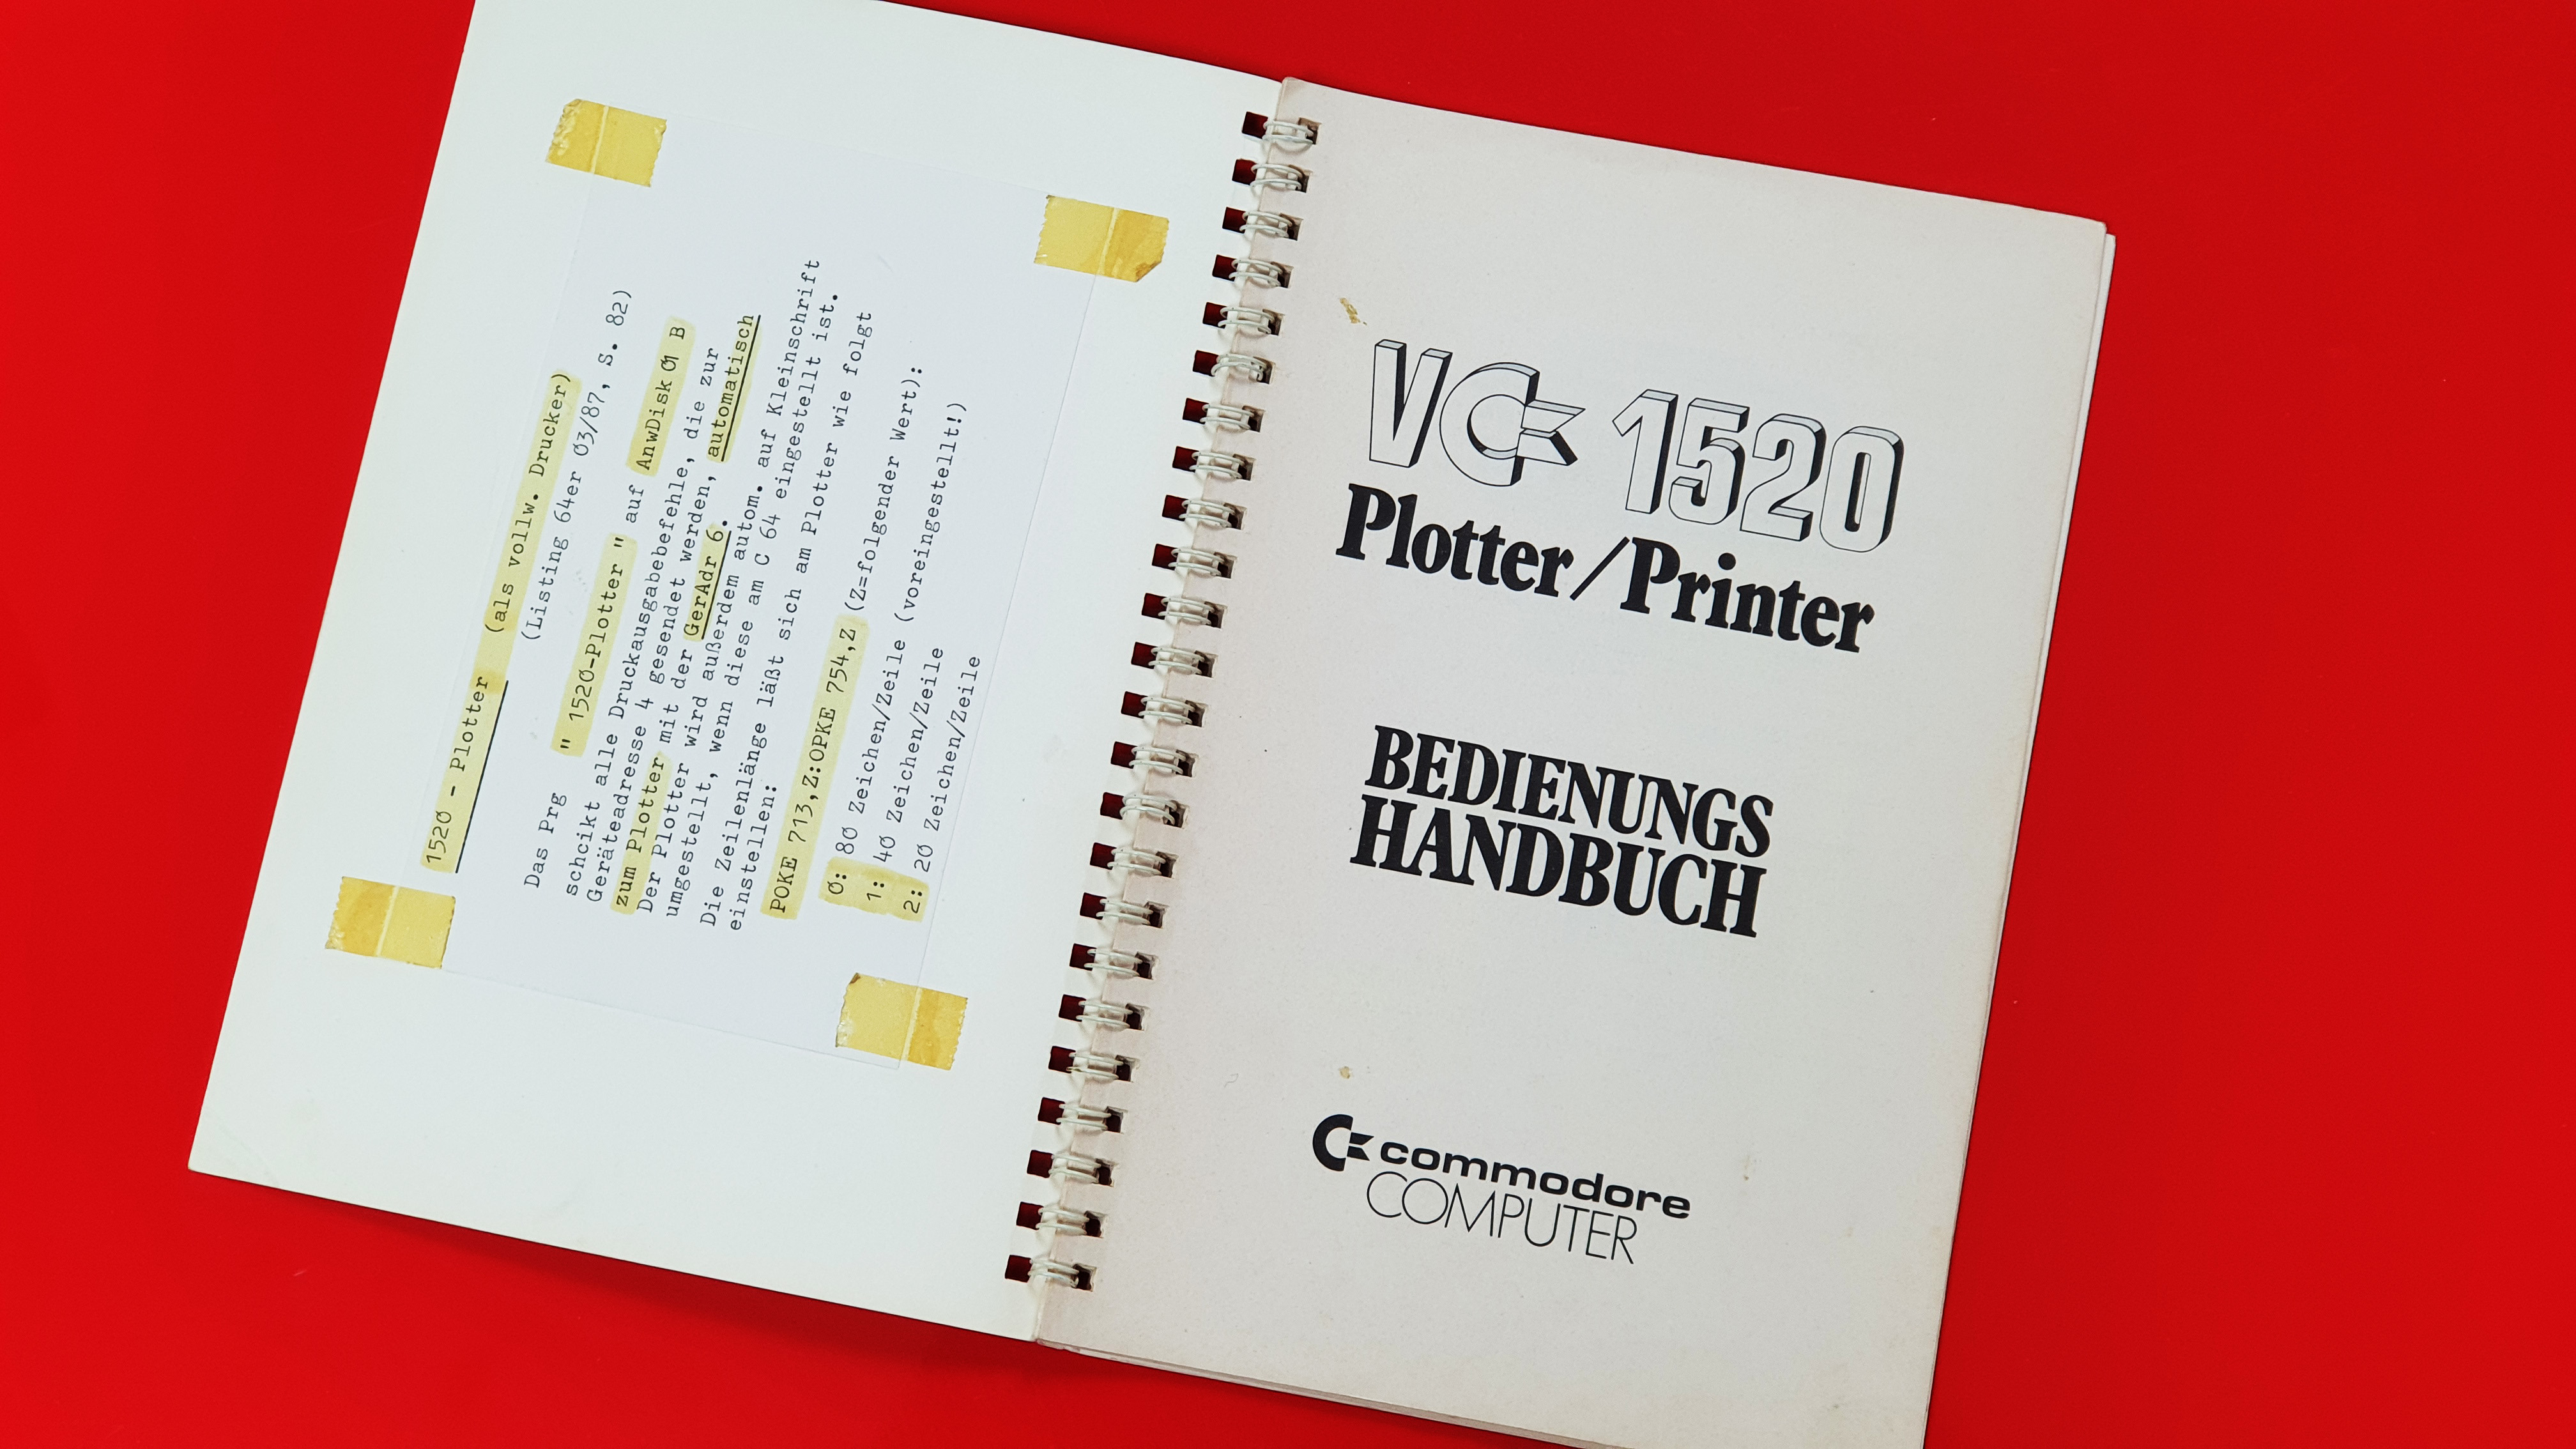 1520 - Plotter (als vollw. Drucker)
(Listing 64er 03/87, S. 82)
Das Prg " 1520-Plotter " auf AnwDisk 01 B
schcikt alle Druckausgabebefehle, die zur
Geräteadresse 4 gesendet werden, automatisch
zum Plotter mit der GerAdr 6.
Der Plotter wird außerdem autom. auf Kleinschrift
umgestellt, wenn diese am C 64 eingestellt ist.
Die Zeilenlänge läßt sich am Plotter wie folgt
einstellen:
POKE 713,Z:OPKE 754,Z (Z=folgender Wert):
0: 80 Zeichen/Zeile (voreingestellt!)
1: 40 Zeichen/Zeile
2: 20 Zeichen/Zeile
VC 1520
Plotter/Printer
BEDIENUNGS
HANDBUCH
commodore
COMPUTER